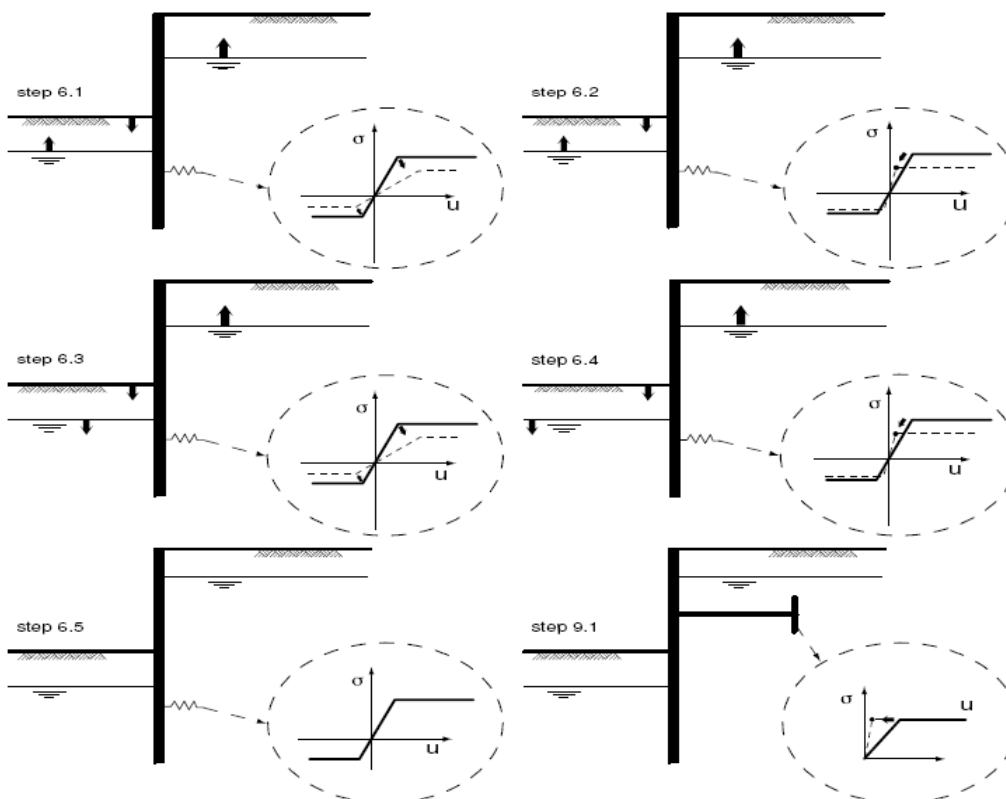 step 6.1
σ
u
step 6.2
σ
u
step 6.3
σ
u
step 6.4
σ
u
step 6.5
σ
u
step 9.1
σ
u